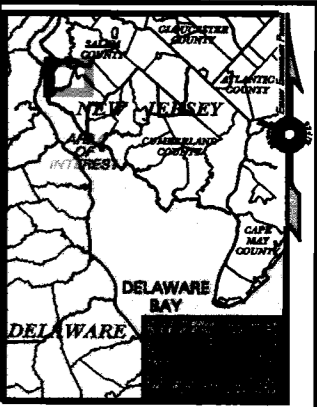 GLOUCESTER
COUNTY
SALEM
COUNTY
ATLANTIC
COUNTY
NEW JERSEY
AREA
OF
INTEREST
CUMBERLAND
COUNTY
CAPE
MAY
COUNTY
DELAWARE
BAY
DELAWARE